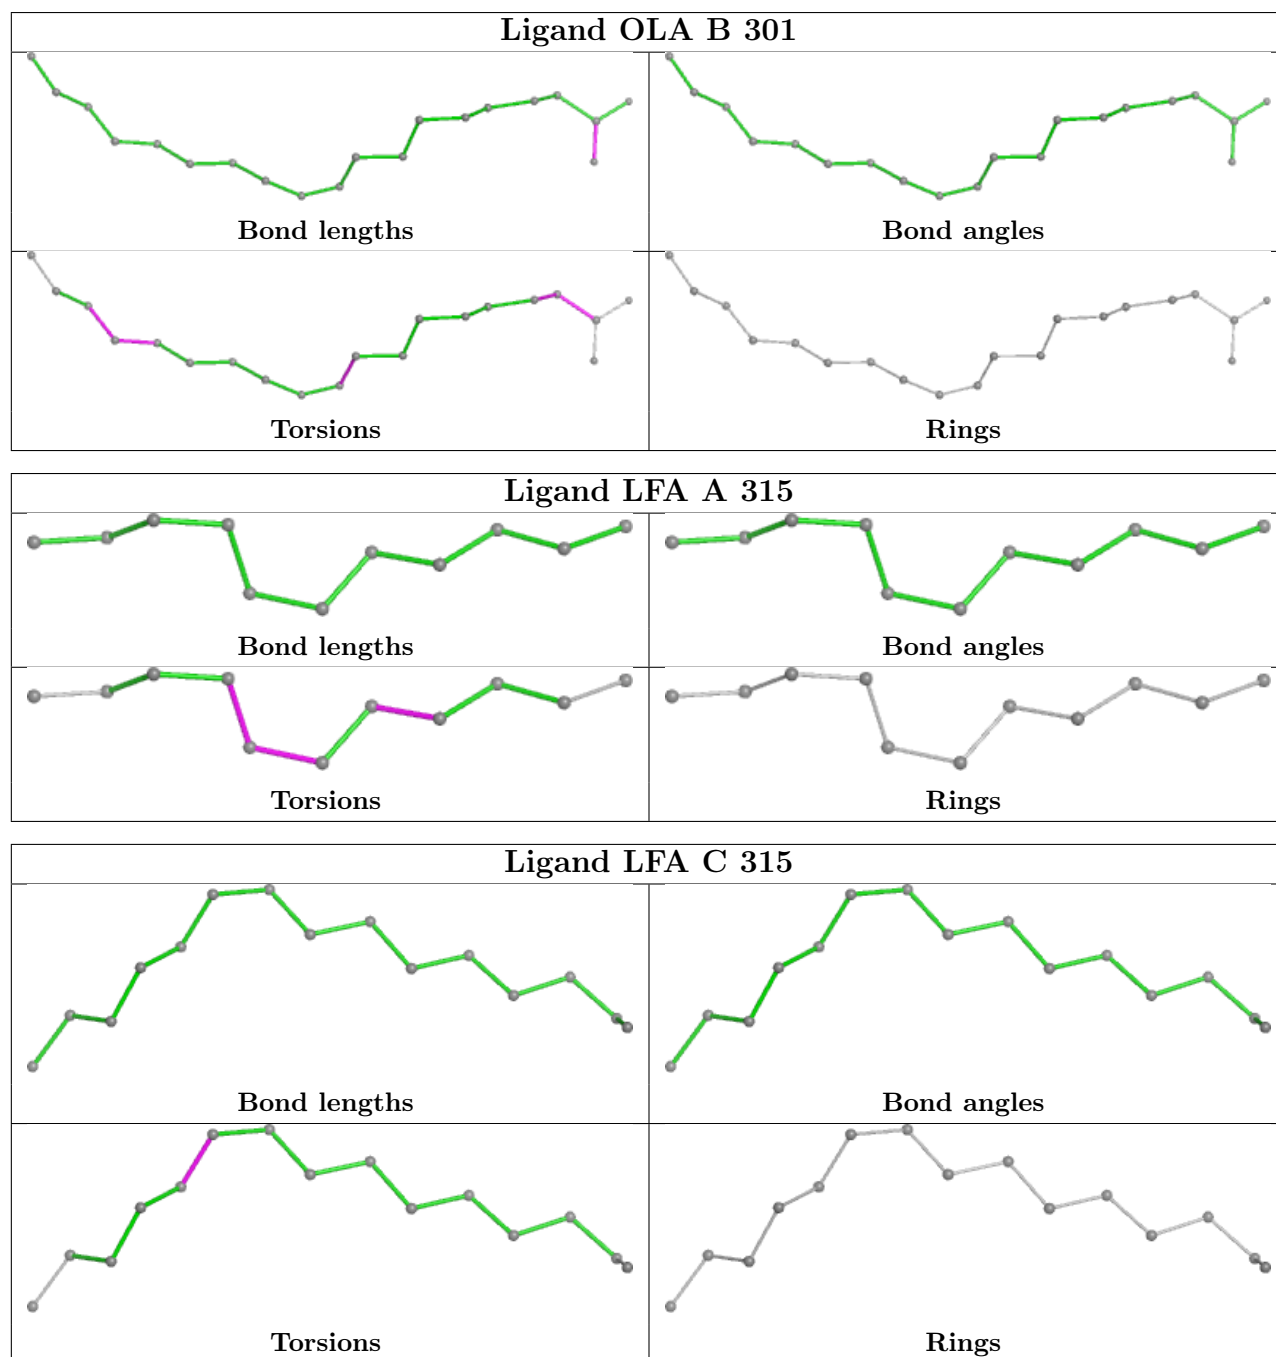 Ligand OLA B 301
Bond lengths
Bond angles
Torsions
Rings
Ligand LFA A 315
Bond lengths
Bond angles
Torsions
Rings
Ligand LFA C 315
Bond lengths
Bond angles
Torsions
Rings